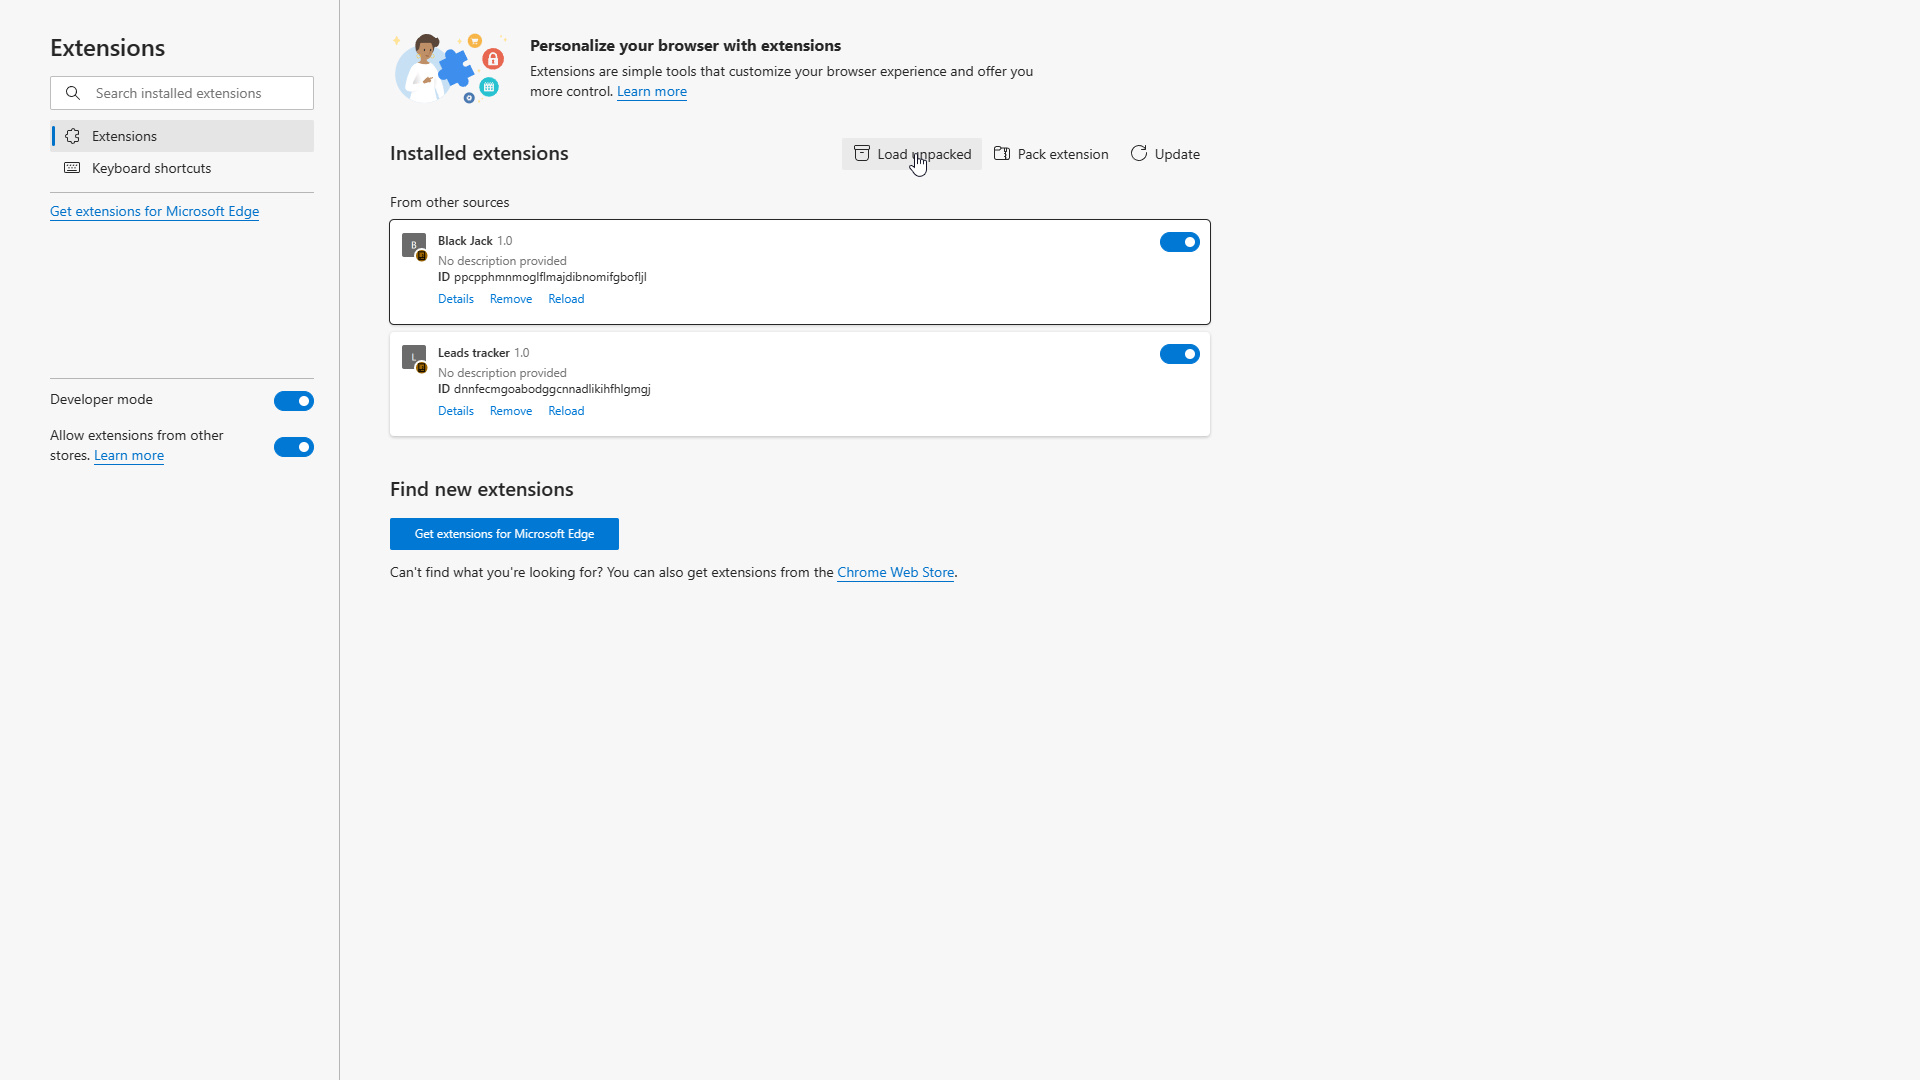 Extensions
Search installed extensions
Extensions
Keyboard shortcuts
Get extensions for Microsoft Edge
Developer mode
Allow extensions from other
stores. Learn more
Personalize your browser with extensions
Extensions are simple tools that customize your browser experience and offer you
more control. Learn more
Installed extensions
Load unpacked
Pack extension
Update
From other sources
B
Black Jack 1.0
No description provided
ID ppcpphmnmoglflmajdibnomifgbofljl
Details Remove Reload
L
Leads tracker 1.0
No description provided
ID dnnfecmgoabodggcnnadlikihfhlgmgj
Details Remove Reload
Find new extensions
Get extensions for Microsoft Edge
Can't find what you're looking for? You can also get extensions from the Chrome Web Store.